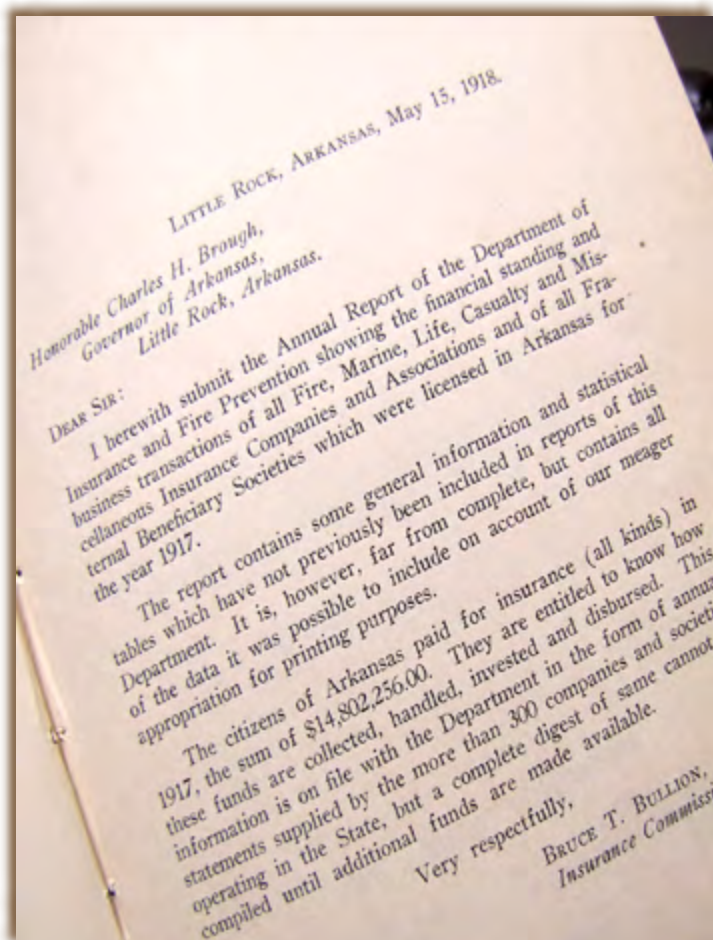 LITTLE ROCK, ARKANSAS, May 15, 1918.
Honorable Charles H. Brough,
Governor of Arkansas,
Little Rock, Arkansas.
DEAR SIR:
I herewith submit the Annual Report of the Department of
Insurance and Fire Prevention showing the financial standing and
business transactions of all Fire, Marine, Life, Casualty and Mis-
cellaneous Insurance Companies and Associations and of all Fra-
ternal Beneficiary Societies which were licensed in Arkansas for
the year 1917.
The report contains some general information and statistical
tables which have not previously been included in reports of this
Department. It is, however, far from complete, but contains all
of the data it was possible to include on account of our meager
appropriation for printing purposes.
The citizens of Arkansas paid for insurance (all kinds) in
1917, the sum of $14,802,256.00. They are entitled to know how
these funds are collected, handled, invested and disbursed. This
information is on file with the Department in the form of annua
statements supplied by the more than 300 companies and societi
operating in the State, but a complete digest of same cannot
compiled until additional funds are made available.
Very respectfully,
BRUCE T. BULLION,
Insurance Commissi